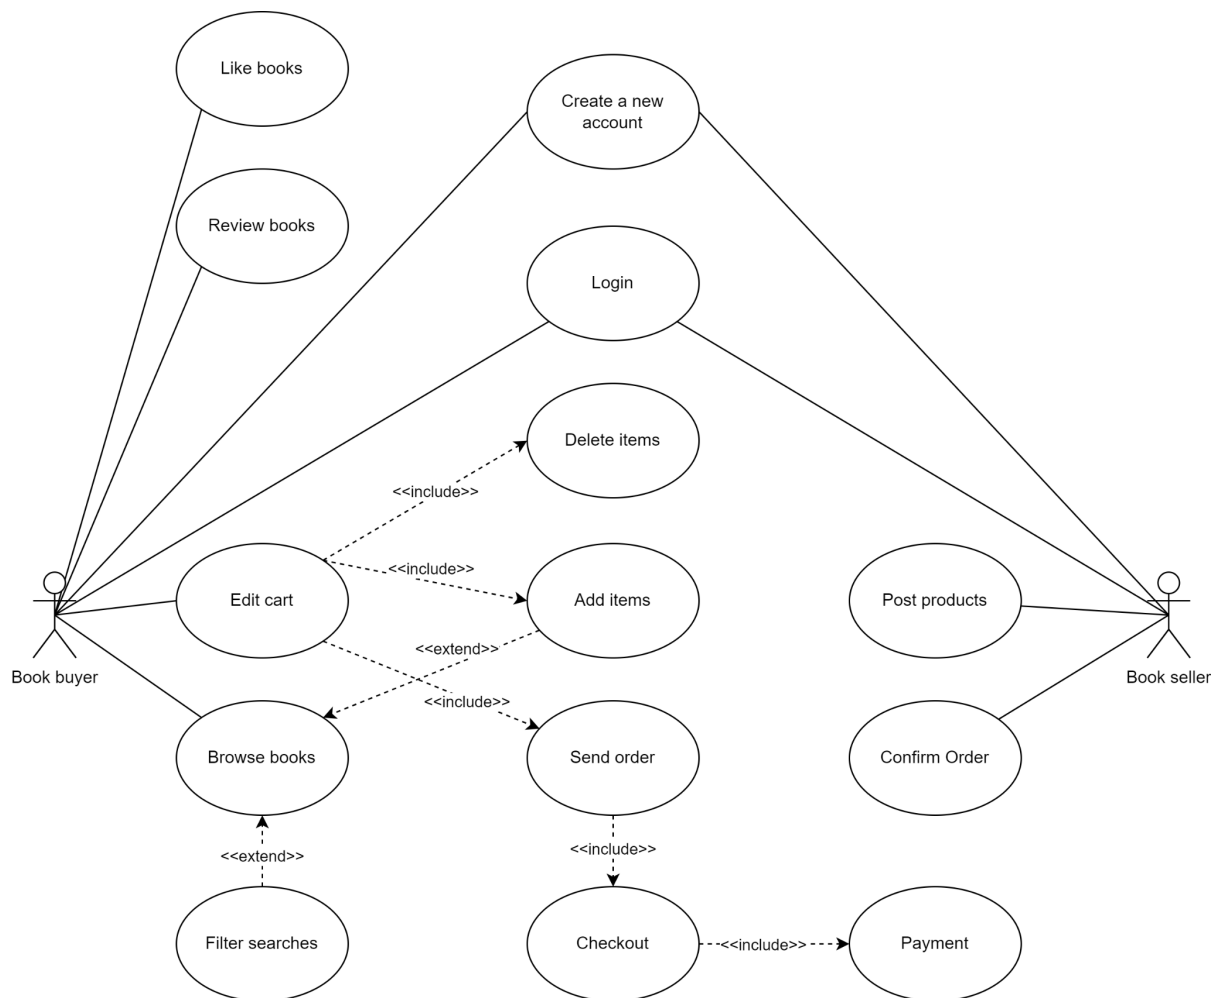 Like books
Create a new
account
Review books
Login
Delete items
<<include>>
<<include>>
Edit cart
Add items
Post products
<<extend>>
Book buyer
Book seller
<<include>>
Browse books
Send order
Confirm Order
<<include>>
<<extend>>
Filter searches
Checkout
<<include>>
Payment